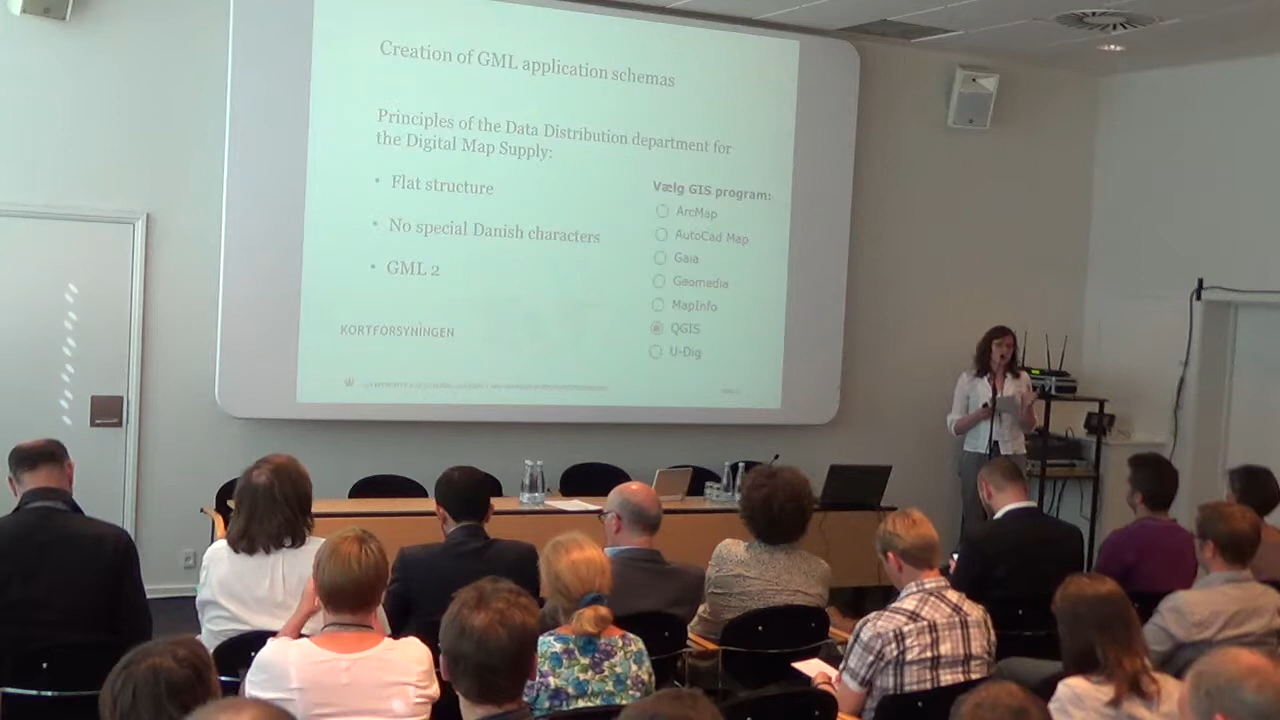 Creation of GML application schemas
Principles of the Data Distribution department for
the Digital Map Supply:
• Flat structure
• No special Danish characters
• GML 2
Vælg GIS program:
ArcMap
AutoCad Map
Gaia
Geomedia
MapInfo
QGIS
U-Dig
KORTFORSYNINGEN